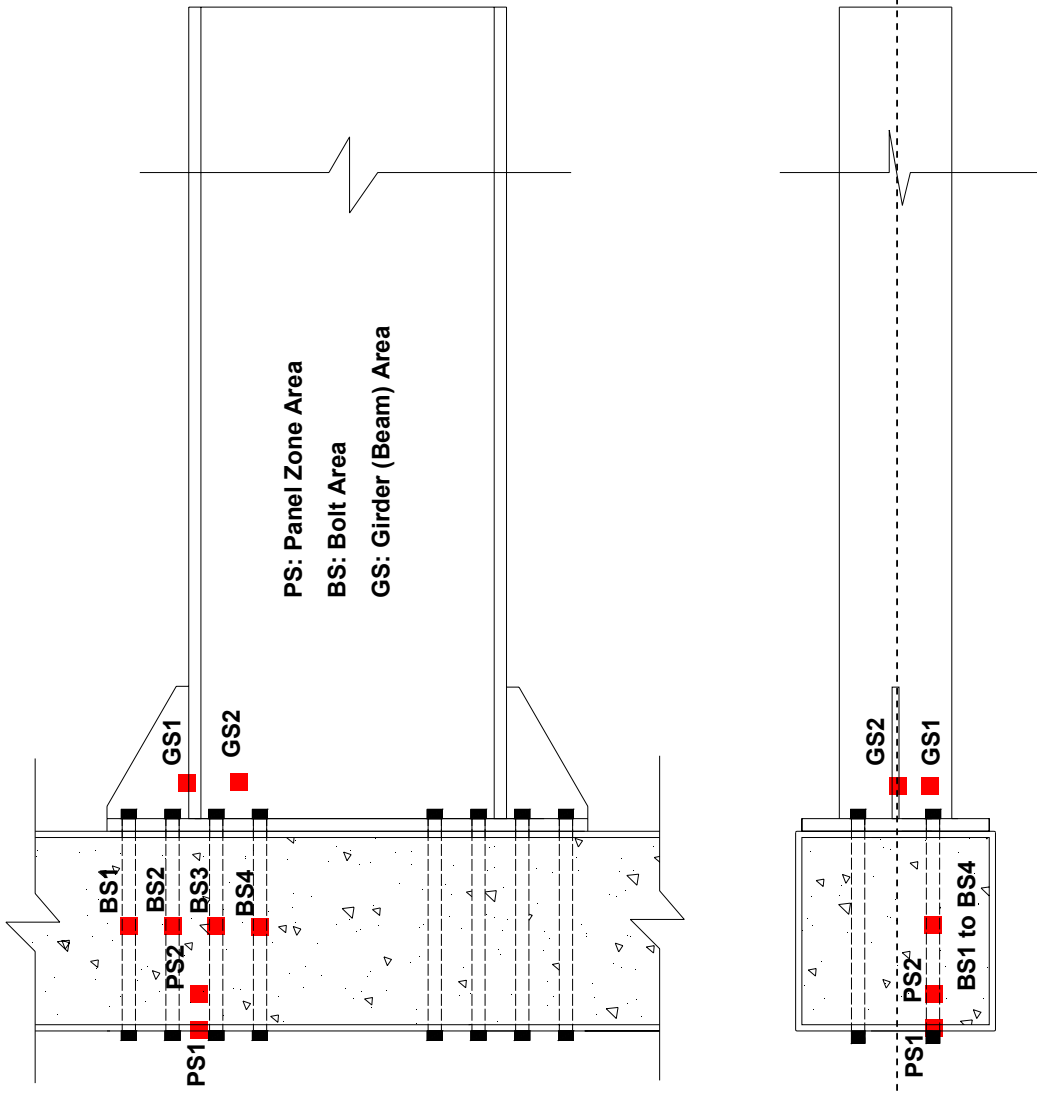 PS: Panel Zone Area
BS: Bolt Area
GS: Girder (Beam) Area
GS1
GS2
BS1
BS2
BS3
BS4
PS2
PS1
GS2
GS1
PS2
PS1
BS1 to BS4